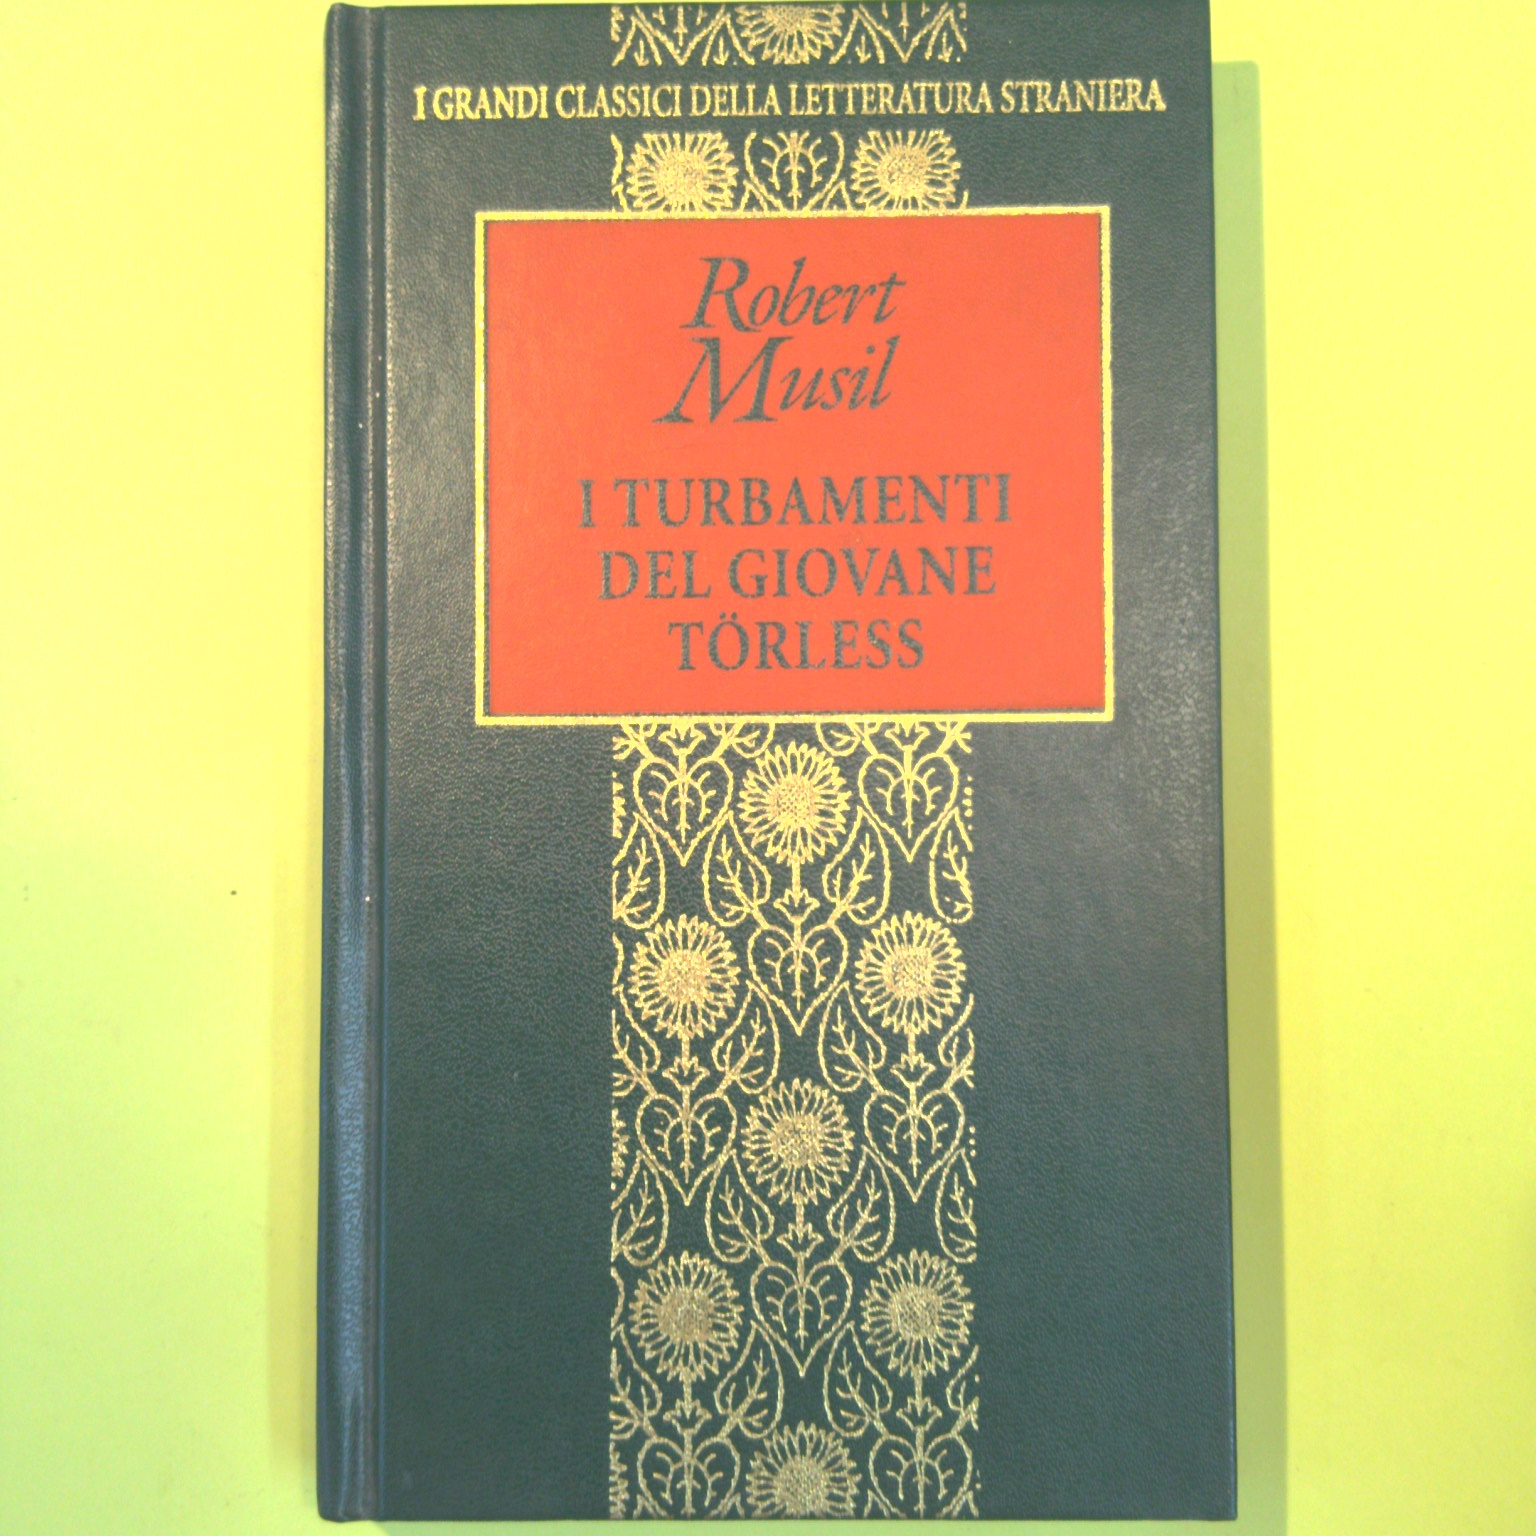 I GRANDI CLASSICI DELLA LETTERATURA STRANIERA
Robert
Musil
I TURBAMENTI
DEL GIOVANE
TÖRLESS